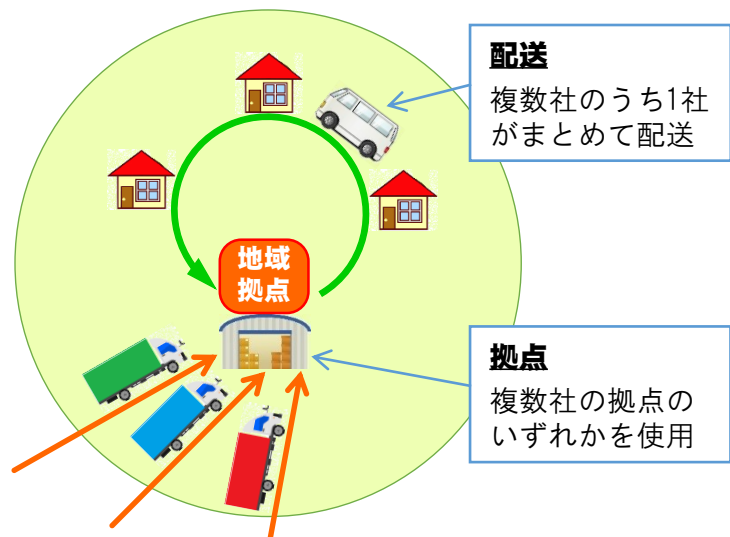 配送
複数社のうち1社
がまとめて配送
地域
拠点
拠点
複数社の拠点の
いずれかを使用